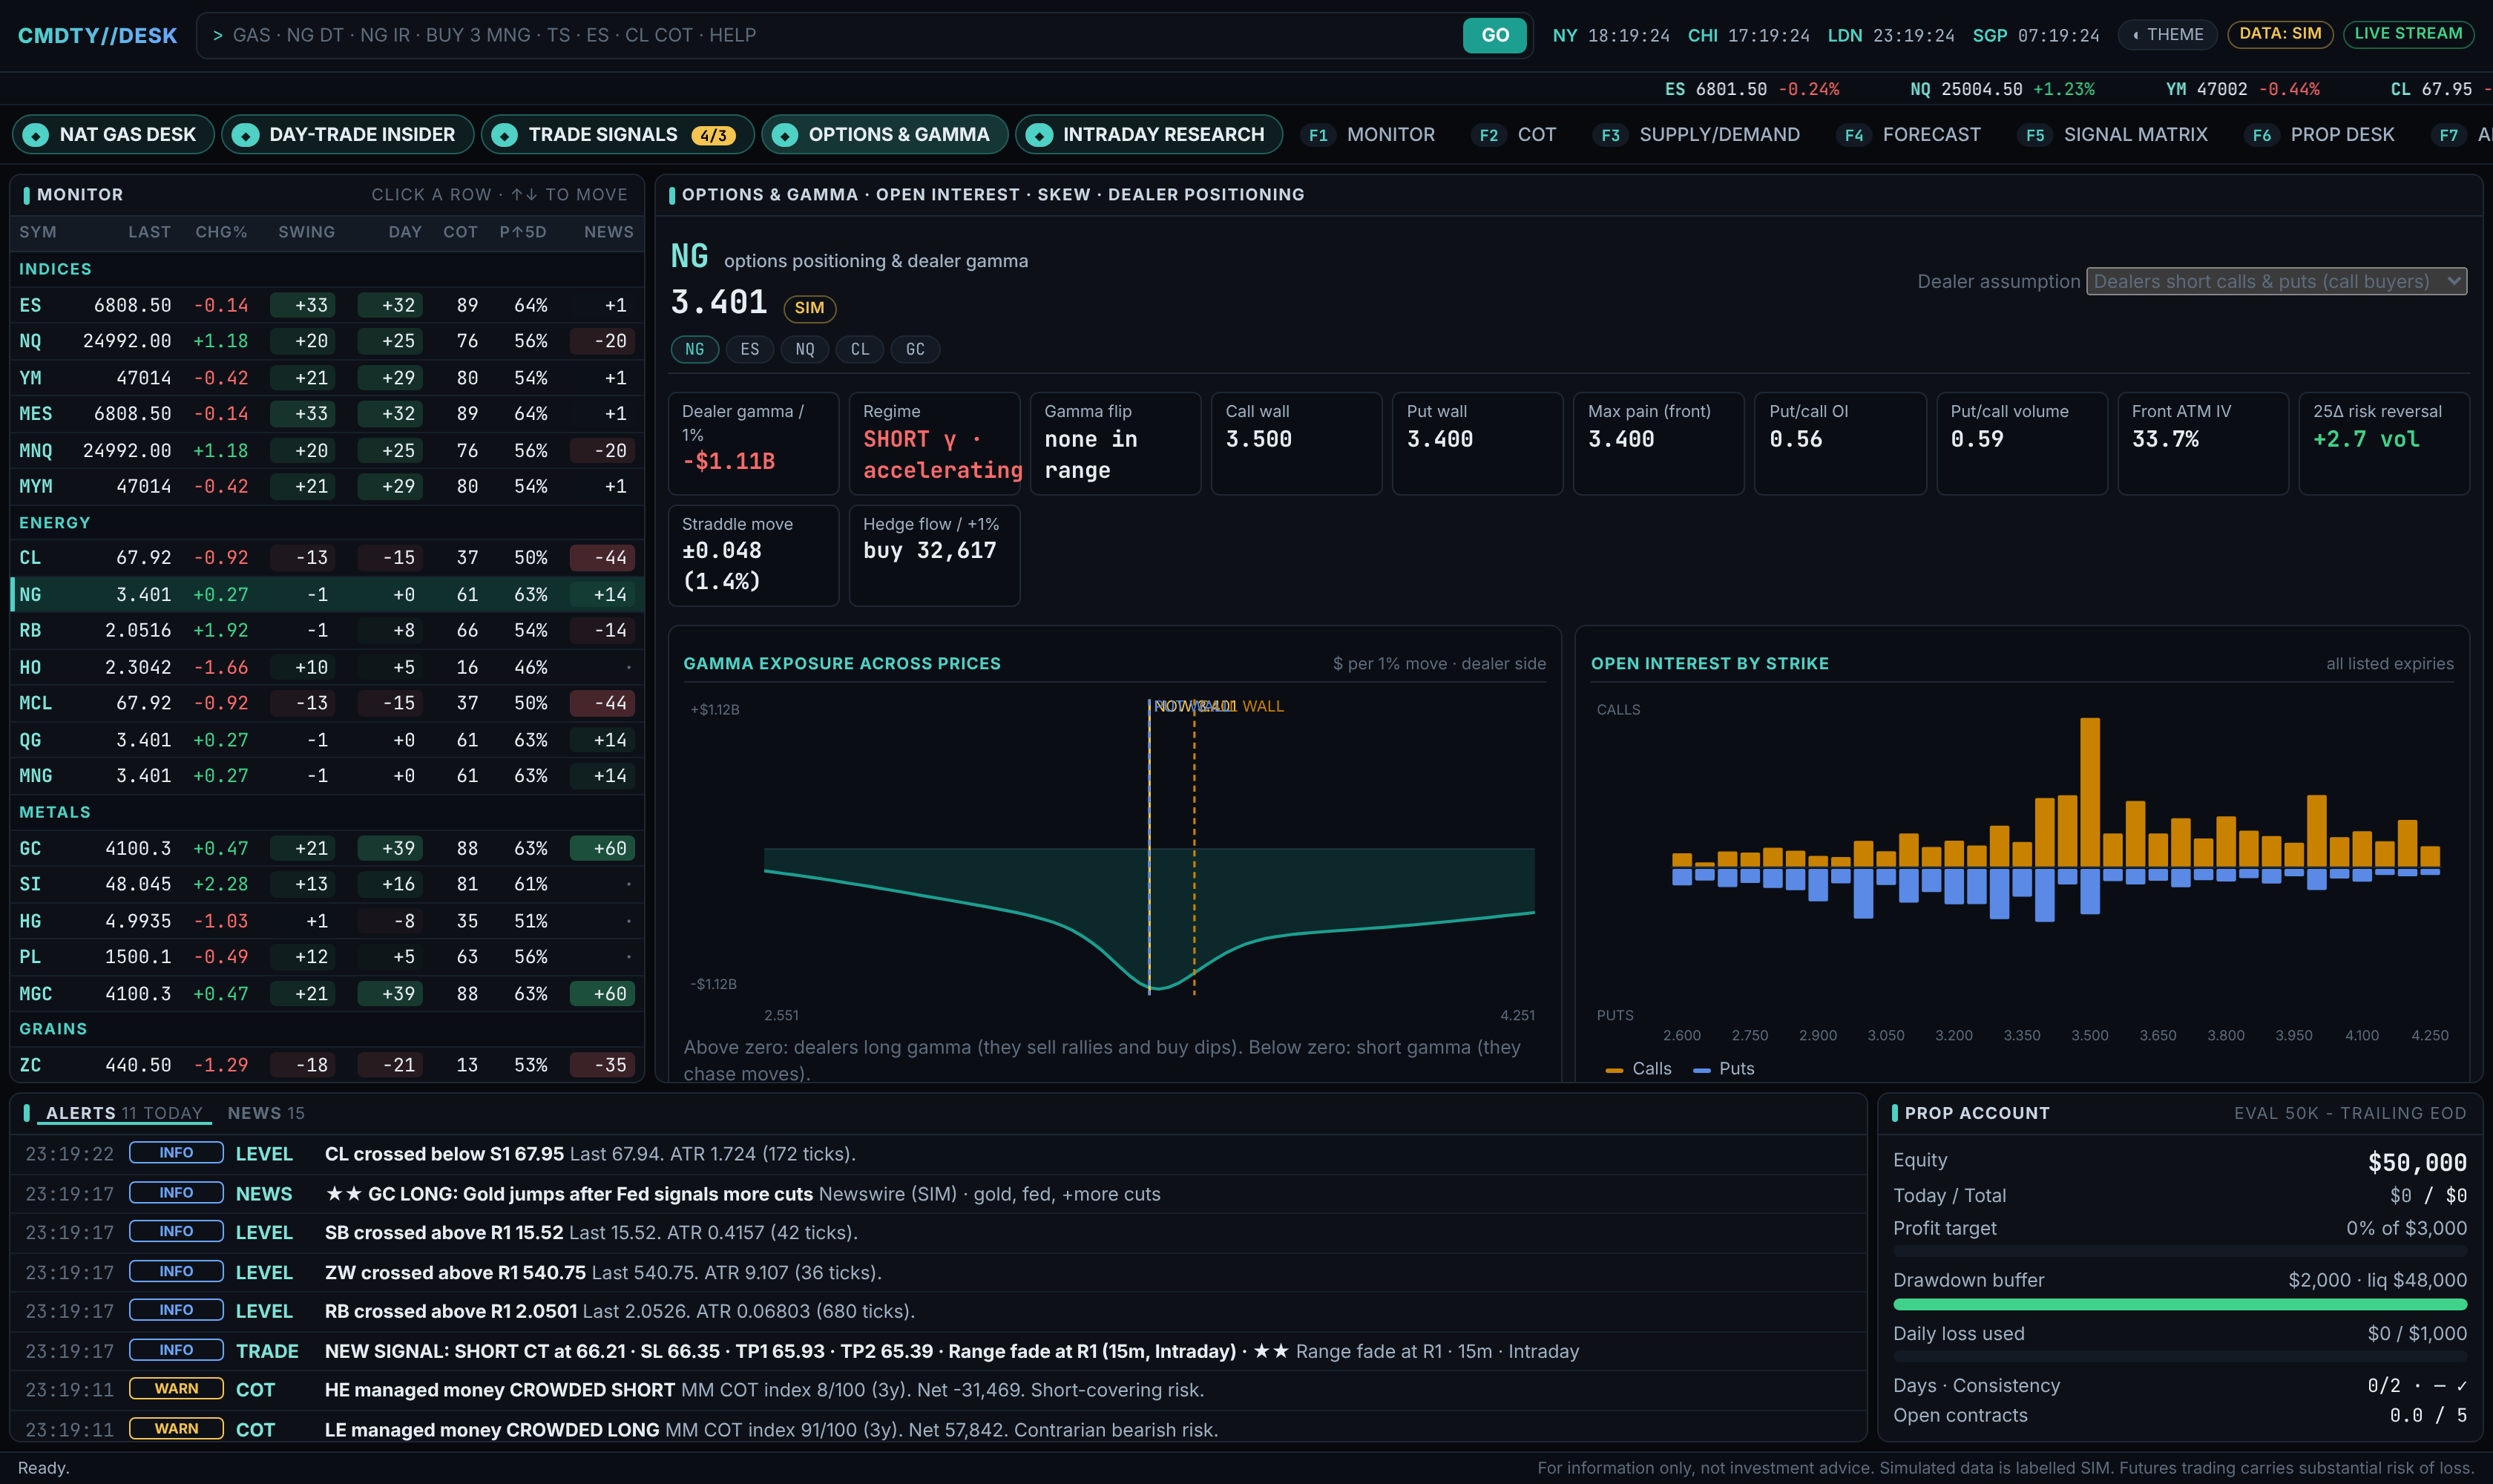 CMDTY//DESK
> GAS · NG DT · NG IR · BUY 3 MNG · TS · ES · CL COT · HELP
GO
NY 18:19:24 CHI 17:19:24 LDN 23:19:24 SGP 07:19:24
THEME
DATA: SIM
LIVE STREAM
ES 6801.50 -0.24% NQ 25004.50 +1.23% YM 47002 -0.44% CL 67.95 -
NAT GAS DESK
DAY-TRADE INSIDER
TRADE SIGNALS 4/3
OPTIONS & GAMMA
INTRADAY RESEARCH
F1 MONITOR F2 COT F3 SUPPLY/DEMAND F4 FORECAST F5 SIGNAL MATRIX F6 PROP DESK F7
MONITOR CLICK A ROW · ↑↓ TO MOVE
SYM LAST CHG% SWING DAY COT P↑5D NEWS
INDICES
ES 6808.50 -0.14 +33 +32 89 64% +1
NQ 24992.00 +1.18 +20 +25 76 56% -20
YM 47014 -0.42 +21 +29 80 54% +1
MES 6808.50 -0.14 +33 +32 89 64% +1
MNQ 24992.00 +1.18 +20 +25 76 56% -20
MYM 47014 -0.42 +21 +29 80 54% +1
ENERGY
CL 67.92 -0.92 -13 -15 37 50% -44
NG 3.401 +0.27 -1 +0 61 63% +14
RB 2.0516 +1.92 -1 +8 66 54% -14
HO 2.3042 -1.66 +10 +5 16 46% ·
MCL 67.92 -0.92 -13 -15 37 50% -44
QG 3.401 +0.27 -1 +0 61 63% +14
MNG 3.401 +0.27 -1 +0 61 63% +14
METALS
GC 4100.3 +0.47 +21 +39 88 63% +60
SI 48.045 +2.28 +13 +16 81 61% ·
HG 4.9935 -1.03 +1 -8 35 51% ·
PL 1500.1 -0.49 +12 +5 63 56% ·
MGC 4100.3 +0.47 +21 +39 88 63% +60
GRAINS
ZC 440.50 -1.29 -18 -21 13 53% -35
OPTIONS & GAMMA · OPEN INTEREST · SKEW · DEALER POSITIONING
NG options positioning & dealer gamma
3.401 SIM
Dealer assumption Dealers short calls & puts (call buyers)
NG ES NQ CL GC
Dealer gamma / 1%
-$1.11B
Regime
SHORT γ · accelerating
Gamma flip
none in range
Call wall
3.500
Put wall
3.400
Max pain (front)
3.400
Put/call OI
0.56
Put/call volume
0.59
Front ATM IV
33.7%
25Δ risk reversal
+2.7 vol
Straddle move
±0.048 (1.4%)
Hedge flow / +1%
buy 32,617
GAMMA EXPOSURE ACROSS PRICES $ per 1% move · dealer side
+$1.12B
WALL
-$1.12B
2.551 4.251
Above zero: dealers long gamma (they sell rallies and buy dips). Below zero: short gamma (they
chase moves).
OPEN INTEREST BY STRIKE all listed expiries
CALLS
PUTS
2.600 2.750 2.900 3.050 3.200 3.350 3.500 3.650 3.800 3.950 4.100 4.250
Calls Puts
ALERTS 11 TODAY NEWS 15
23:19:22 INFO LEVEL CL crossed below S1 67.95 Last 67.94. ATR 1.724 (172 ticks).
23:19:17 INFO NEWS ★★ GC LONG: Gold jumps after Fed signals more cuts Newswire (SIM) · gold, fed, +more cuts
23:19:17 INFO LEVEL SB crossed above R1 15.52 Last 15.52. ATR 0.4157 (42 ticks).
23:19:17 INFO LEVEL ZW crossed above R1 540.75 Last 540.75. ATR 9.107 (36 ticks).
23:19:17 INFO LEVEL RB crossed above R1 2.0501 Last 2.0526. ATR 0.06803 (680 ticks).
23:19:17 INFO TRADE NEW SIGNAL: SHORT CT at 66.21 · SL 66.35 · TP1 65.93 · TP2 65.39 · Range fade at R1 (15m, Intraday) · ★★ Range fade at R1 · 15m · Intraday
23:19:11 WARN COT HE managed money CROWDED SHORT MM COT index 8/100 (3y). Net -31,469. Short-covering risk.
23:19:11 WARN COT LE managed money CROWDED LONG MM COT index 91/100 (3y). Net 57,842. Contrarian bearish risk.
PROP ACCOUNT EVAL 50K - TRAILING EOD
Equity $50,000
Today / Total $0 / $0
Profit target 0% of $3,000
Drawdown buffer $2,000 · liq $48,000
Daily loss used $0 / $1,000
Days · Consistency 0/2 · — ✓
Open contracts 0.0 / 5
Ready.
For information only, not investment advice. Simulated data is labelled SIM. Futures trading carries substantial risk of loss.